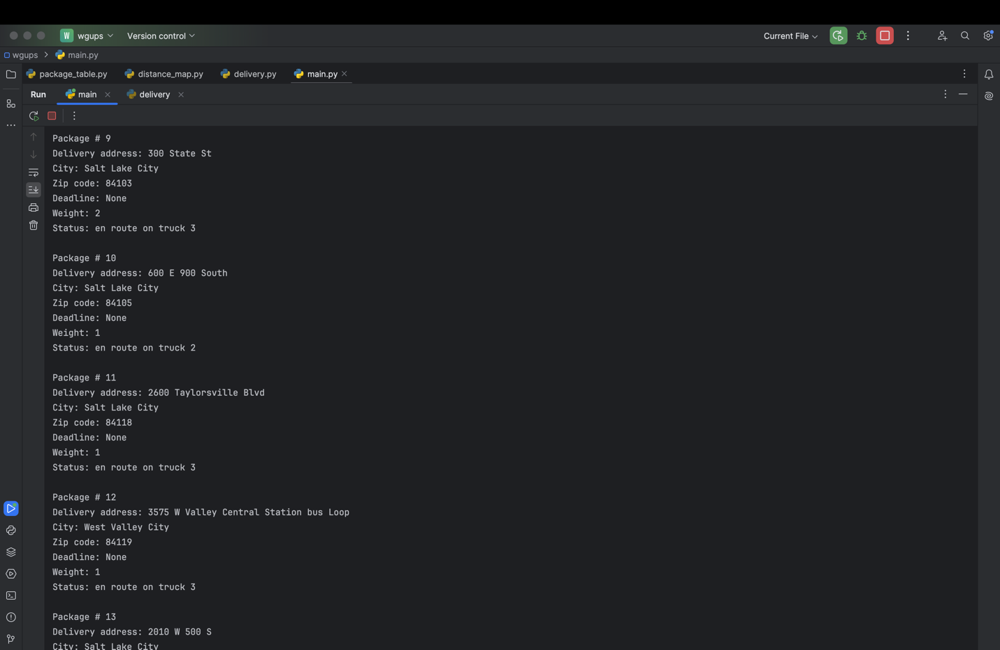 W wgups Version control Current File
wgups main.py
package_table.py distance_map.py delivery.py main.py
Run main delivery
Package # 9
Delivery address: 300 State St
City: Salt Lake City
Zip code: 84103
Deadline: None
Weight: 2
Status: en route on truck 3
Package # 10
Delivery address: 600 E 900 South
City: Salt Lake City
Zip code: 84105
Deadline: None
Weight: 1
Status: en route on truck 2
Package # 11
Delivery address: 2600 Taylorsville Blvd
City: Salt Lake City
Zip code: 84118
Deadline: None
Weight: 1
Status: en route on truck 3
Package # 12
Delivery address: 3575 W Valley Central Station bus Loop
City: West Valley City
Zip code: 84119
Deadline: None
Weight: 1
Status: en route on truck 3
Package # 13
Delivery address: 2010 W 500 S
City: Salt Lake City